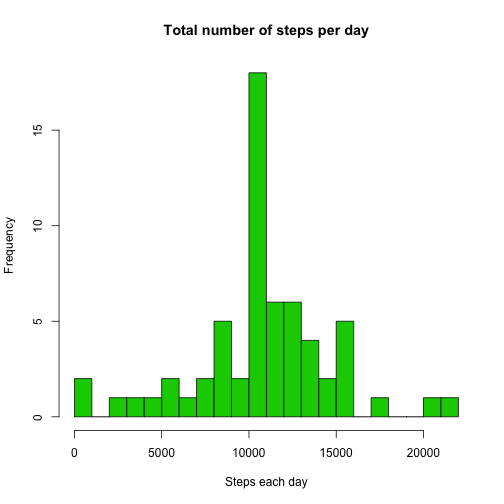 Total number of steps per day
Frequency
15
10
5
0
0 5000 10000 15000 20000
Steps each day